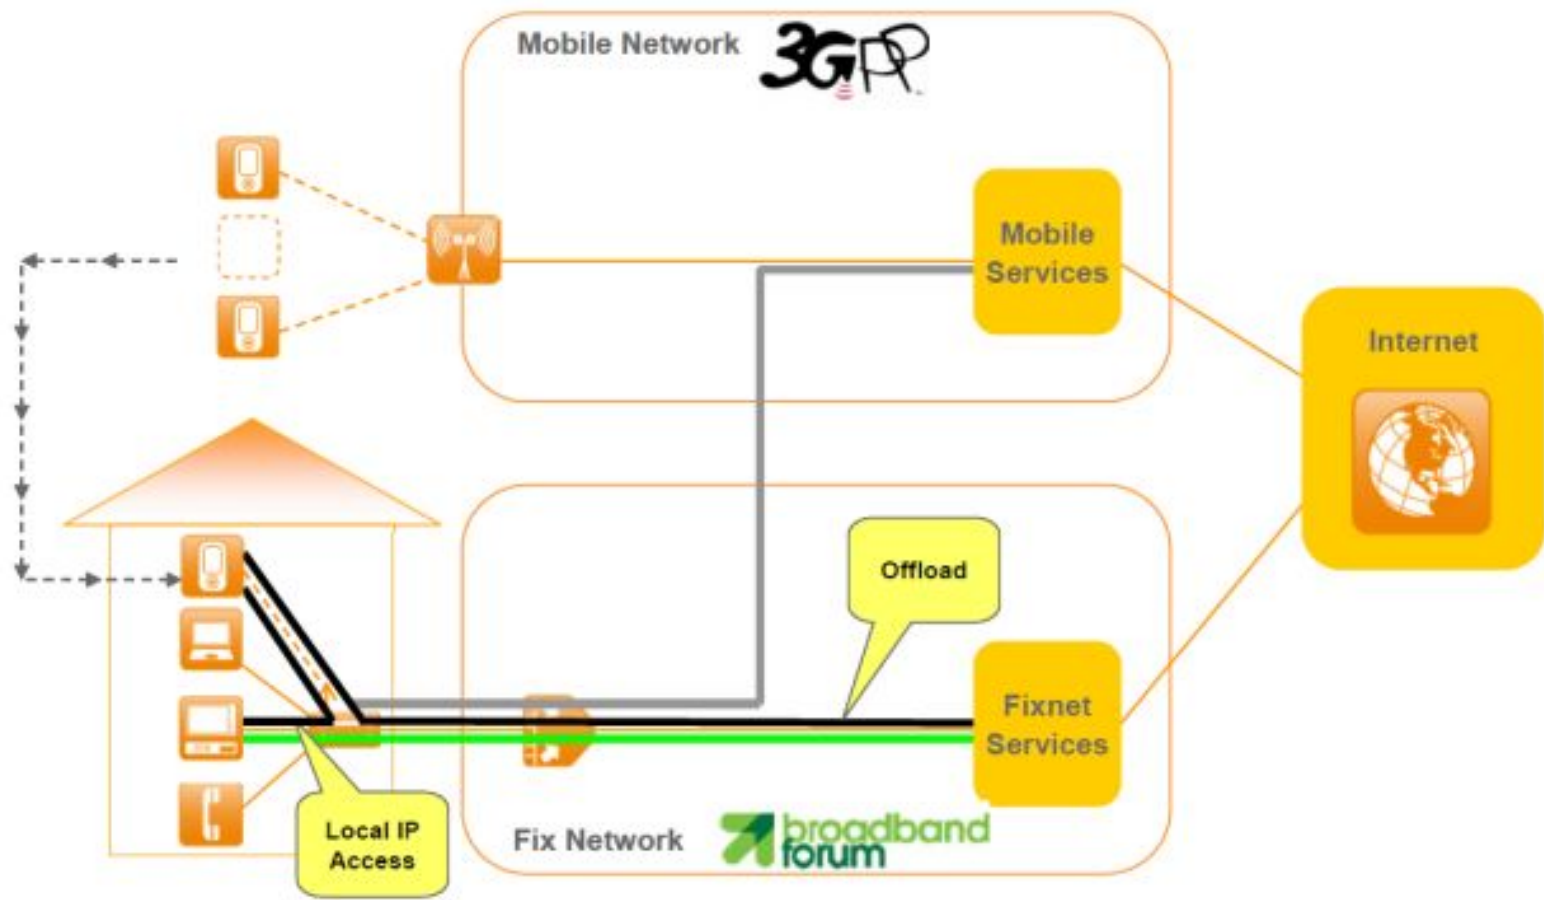 Mobile Network
3GPP
Mobile
Services
Internet
Offload
Fixnet
Services
Local IP
Access
Fix Network
broadband
forum